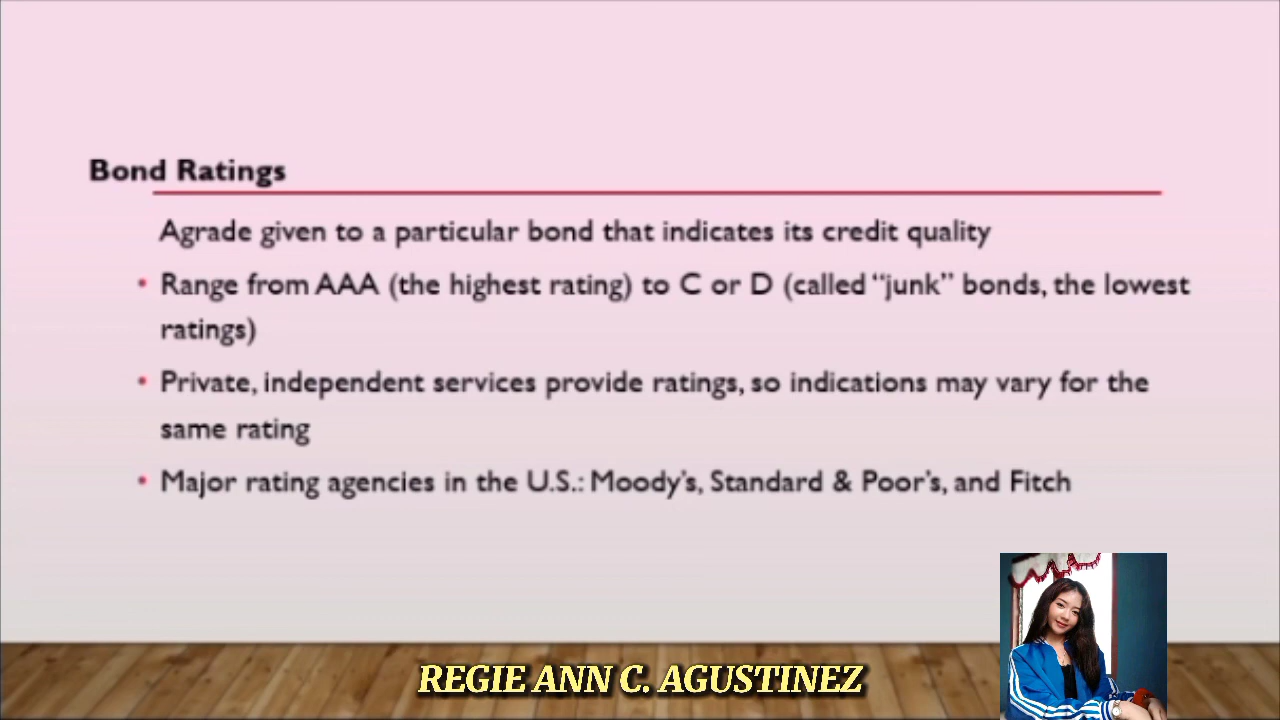 Bond Ratings
Agrade given to a particular bond that indicates its credit quality
• Range from AAA (the highest rating) to C or D (called “junk” bonds, the lowest
ratings)
• Private, independent services provide ratings, so indications may vary for the
same rating
• Major rating agencies in the U.S.: Moody’s, Standard & Poor’s, and Fitch
REGIE ANN C. AGUSTINEZ